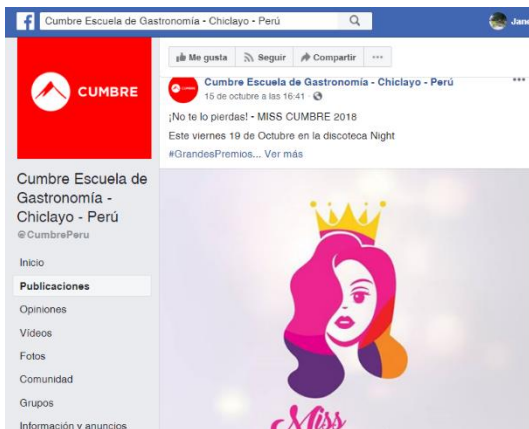 Cumbre Escuela de Gastronomía - Chiclayo - Perú
Jane
Me gusta
Seguir
Compartir
CUMBRE
Cumbre Escuela de Gastronomía - Chiclayo - Perú
15 de octubre a las 16:41
¡No te lo pierdas! - MISS CUMBRE 2018
Este viernes 19 de Octubre en la discoteca Night
#GrandesPremios... Ver más
Cumbre Escuela de
Gastronomía -
Chiclayo - Perú
@CumbrePeru
Inicio
Publicaciones
Opiniones
Vídeos
Fotos
Comunidad
Grupos
Información y anuncios
Miss